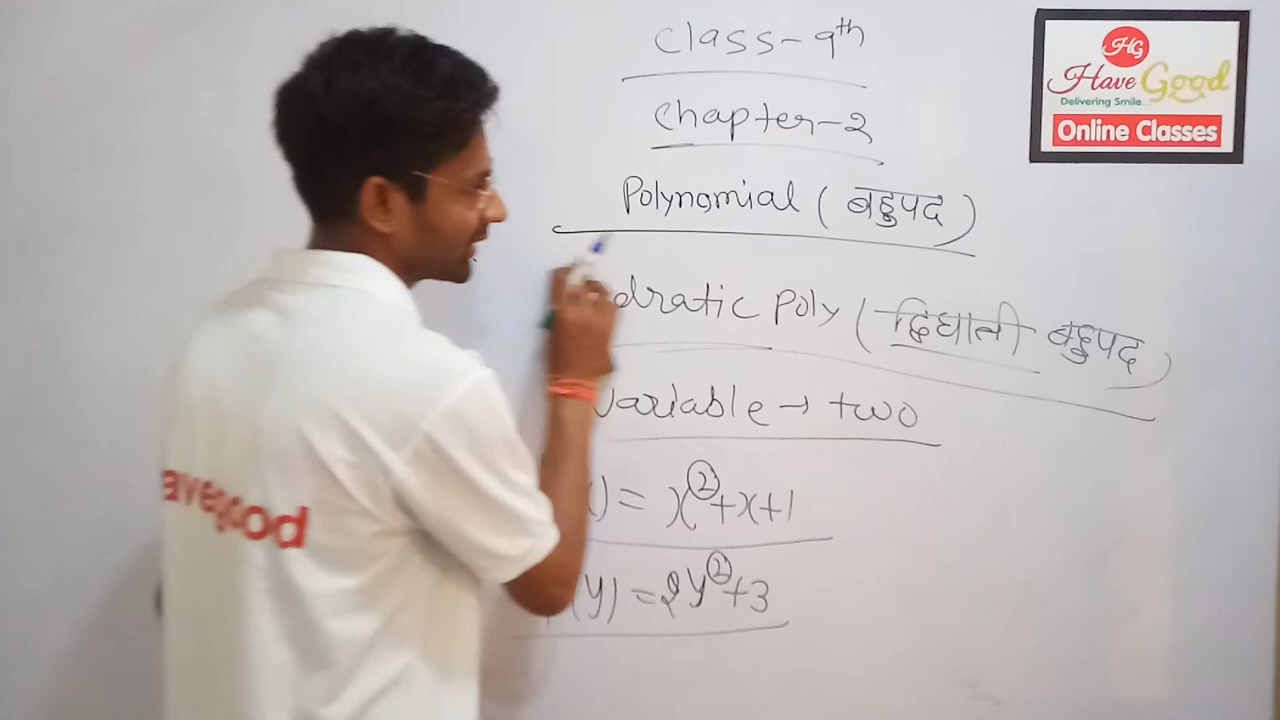 Class-9th
Chapter-2
Polynomial (बहुपद)
dratic Poly (द्विघाती बहुपद)
variable → two
) = x²+x+1
(y) = 2y²+3
HG
Have Good
Delivering Smile...
Online Classes
avegood